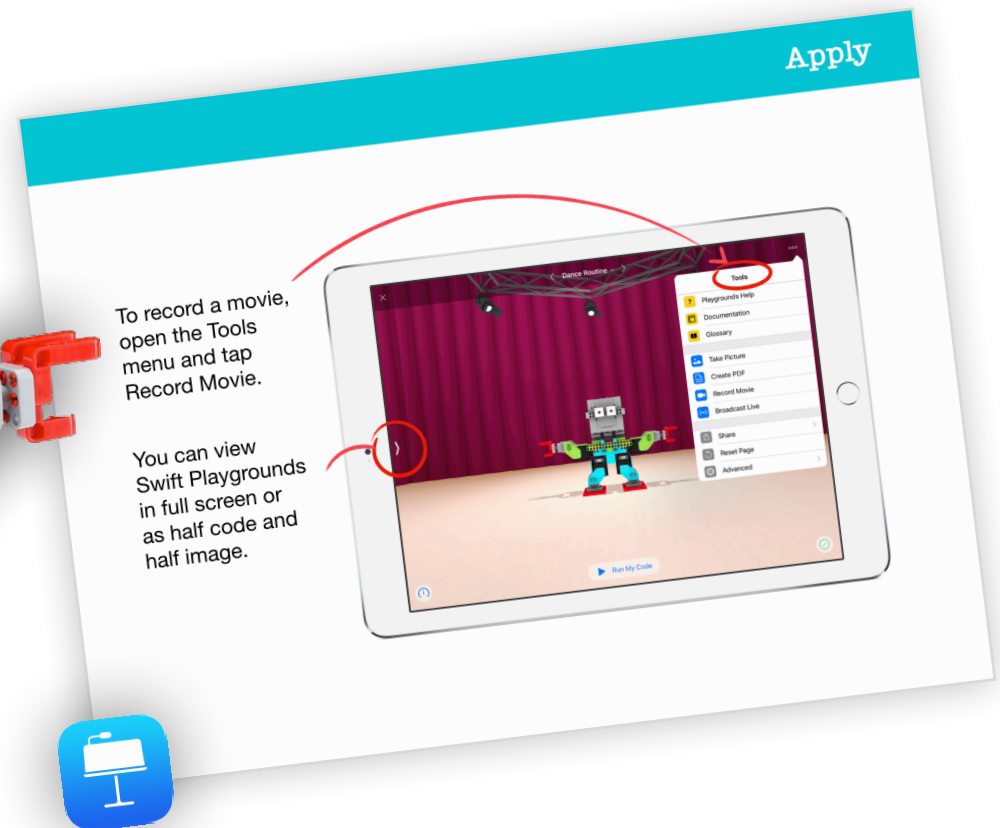 Apply
To record a movie,
open the Tools
menu and tap
Record Movie.
You can view
Swift Playgrounds
in full screen or
as half code and
half image.
Dance Routine
Tools
Playgrounds Help
Documentation
Glossary
Take Picture
Create PDF
Record Movie
Broadcast Live
Share
Reset Page
Advanced
Run My Code